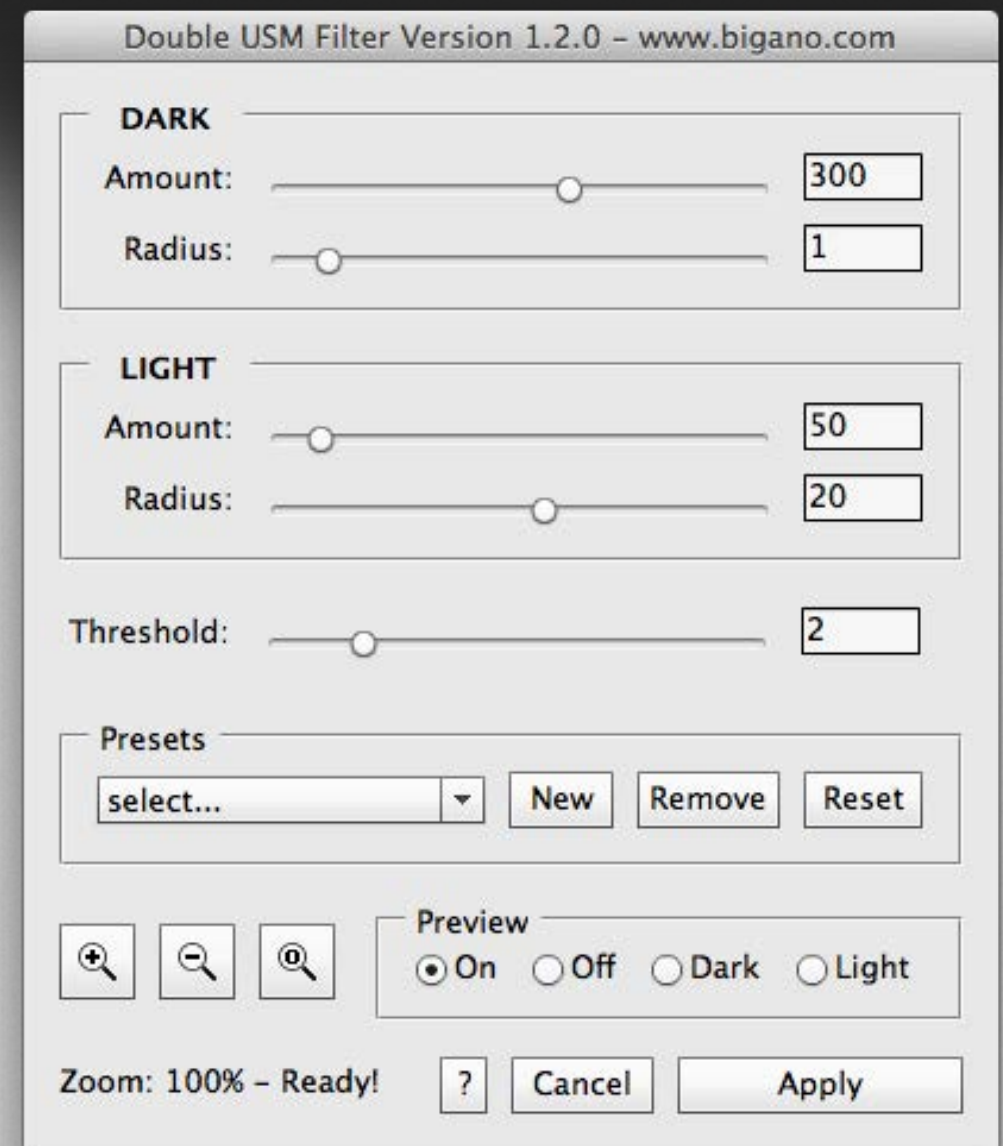 Double USM Filter Version 1.2.0 – www.bigano.com
DARK
Amount: 300
Radius: 1
LIGHT
Amount: 50
Radius: 20
Threshold: 2
Presets
select... New Remove Reset
Preview
On Off Dark Light
Zoom: 100% – Ready! ? Cancel Apply